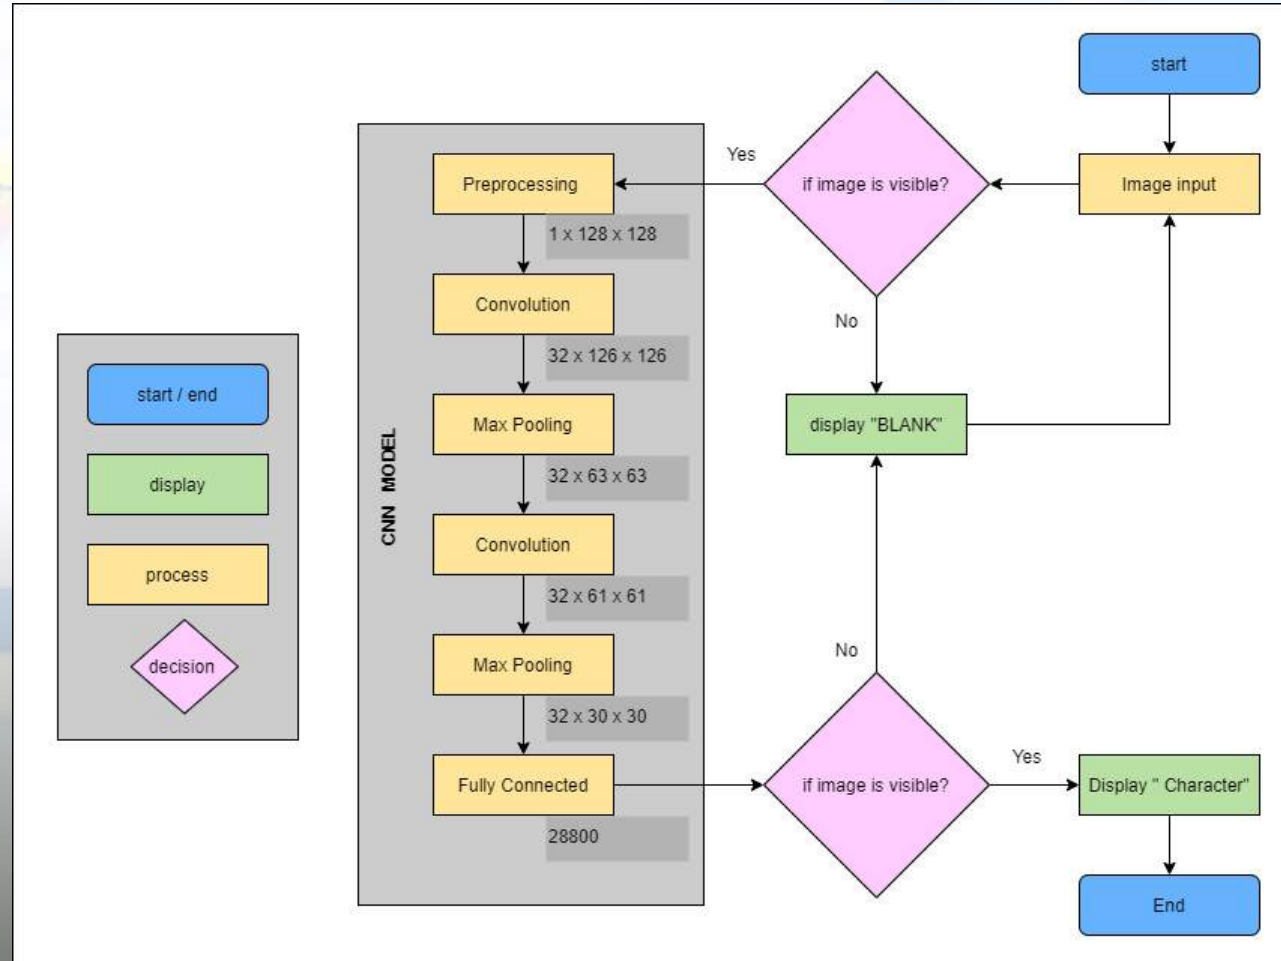 start
Image input
if image is visible?
Yes
No
display "BLANK"
CNN MODEL
Preprocessing
1 x 128 x 128
Convolution
32 x 126 x 126
Max Pooling
32 x 63 x 63
Convolution
32 x 61 x 61
Max Pooling
32 x 30 x 30
Fully Connected
28800
if image is visible?
No
Yes
Display " Character"
End
start / end
display
process
decision